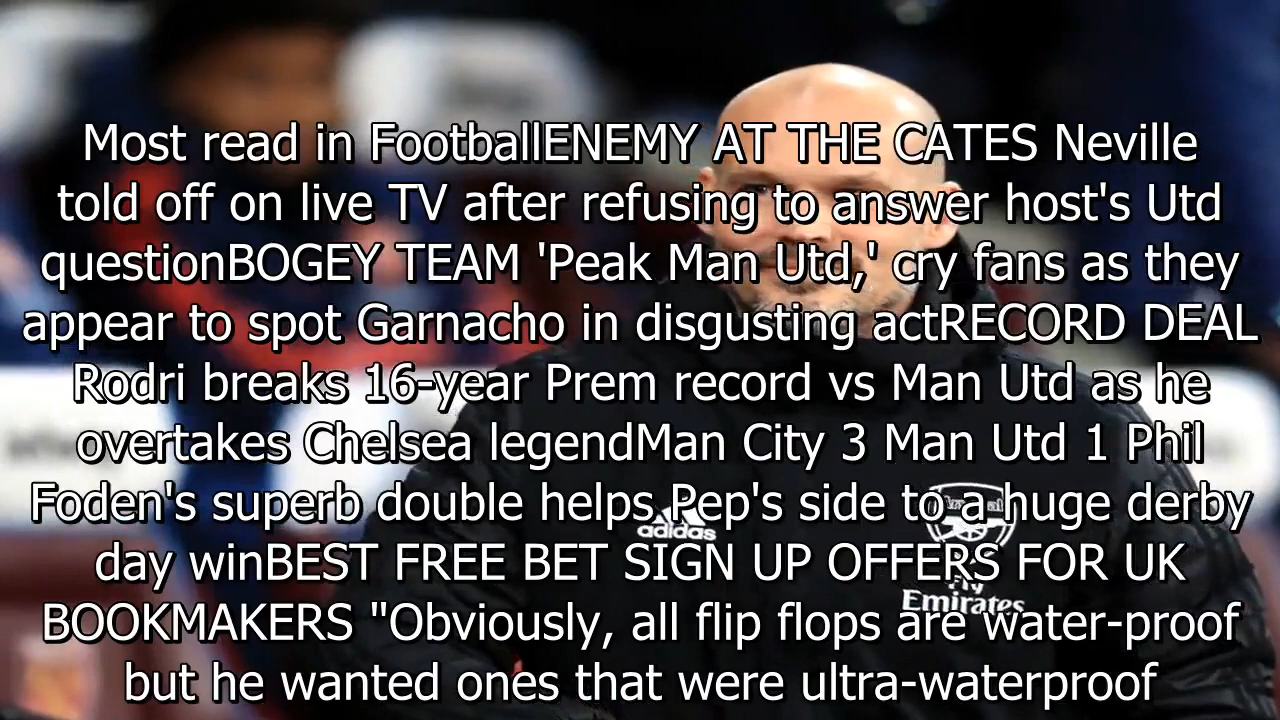 Most read in FootballENEMY AT THE CATES Neville
told off on live TV after refusing to answer host's Utd
questionBOGEY TEAM 'Peak Man Utd,' cry fans as they
appear to spot Garnacho in disgusting actRECORD DEAL
Rodri breaks 16-year Prem record vs Man Utd as he
overtakes Chelsea legendMan City 3 Man Utd 1 Phil
Foden's superb double helps Pep's side to a huge derby
day winBEST FREE BET SIGN UP OFFERS FOR UK
BOOKMAKERS "Obviously, all flip flops are water-proof
but he wanted ones that were ultra-waterproof
adidas
Arsenal
Fly
Emirates